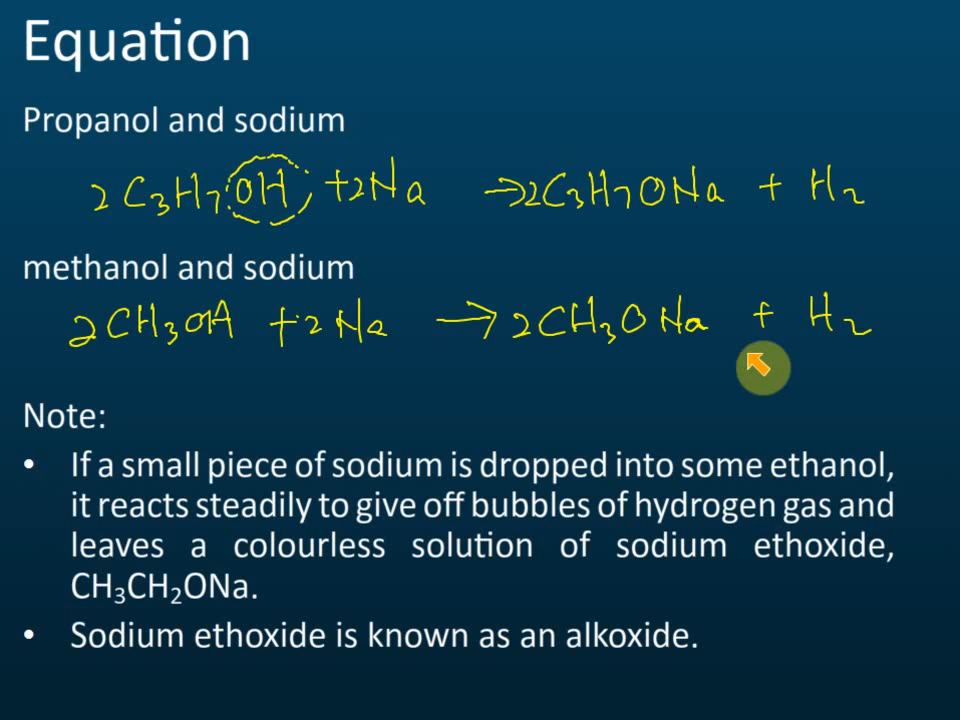 Equation
Propanol and sodium
2C₃H₇OH + 2Na → 2C₃H₇ONa + H₂
methanol and sodium
2CH₃OH + 2Na → 2CH₃ONa + H₂
Note:
• If a small piece of sodium is dropped into some ethanol,
it reacts steadily to give off bubbles of hydrogen gas and
leaves a colourless solution of sodium ethoxide,
CH₃CH₂ONa.
• Sodium ethoxide is known as an alkoxide.